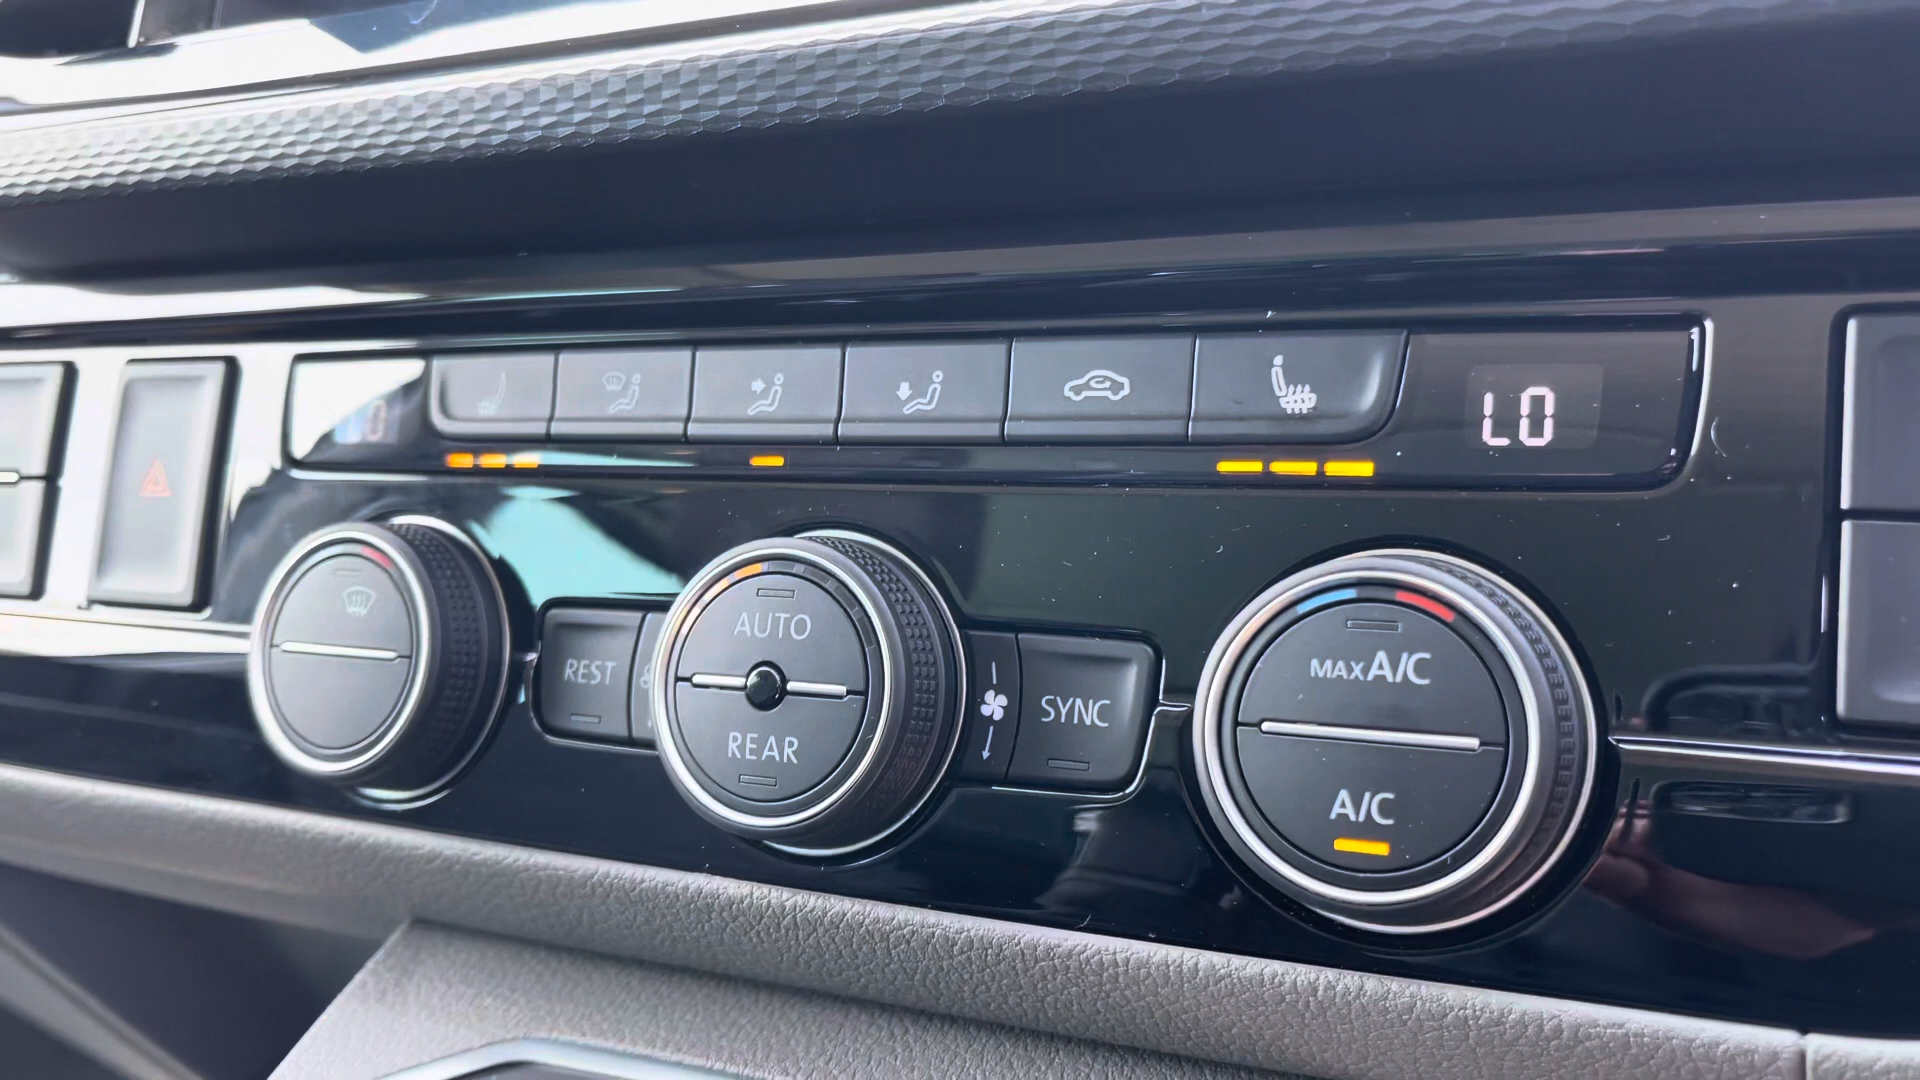 LO
AUTO
REST
REAR
SYNC
MAX A/C
A/C